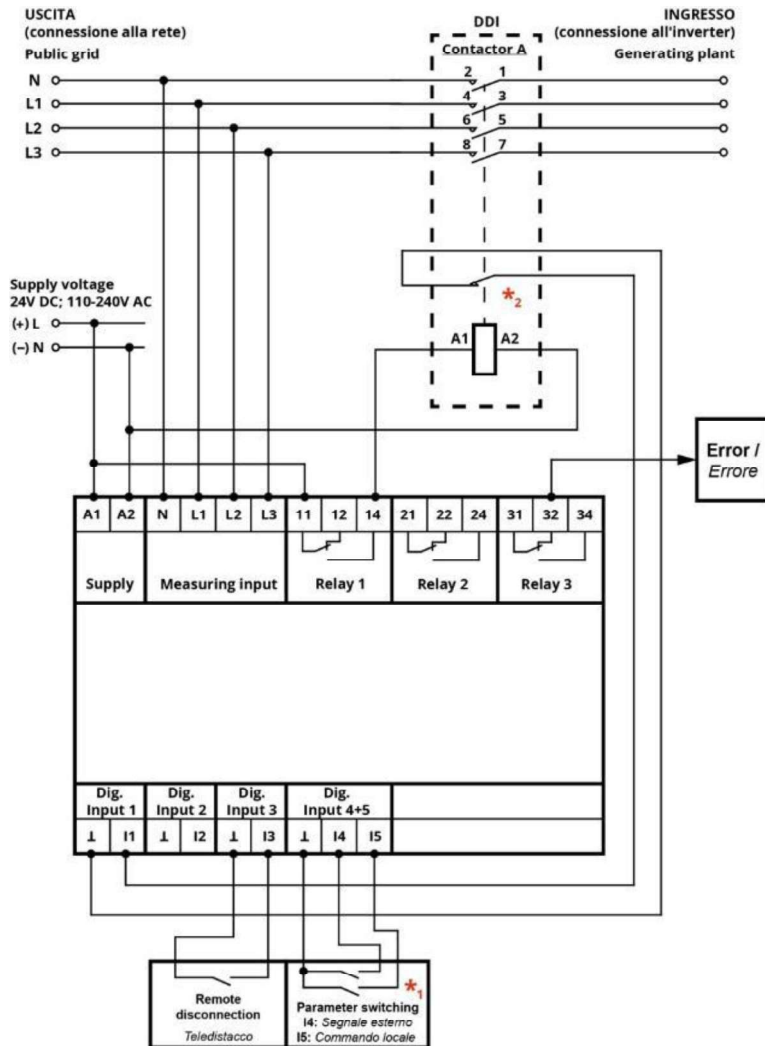 USCITA
(connessione alla rete)
Public grid
DDI
Contactor A
INGRESSO
(connessione all'inverter)
Generating plant
N
2 1
L1
4 3
L2
6 5
L3
8 7
Supply voltage
24V DC; 110-240V AC
(+) L
(−) N
*2
A1 A2
Error /
Errore
A1 A2 N L1 L2 L3 11 12 14 21 22 24 31 32 34
Supply Measuring input Relay 1 Relay 2 Relay 3
Dig. Input 1
Dig. Input 2
Dig. Input 3
Dig. Input 4+5
⊥ I1 ⊥ I2 ⊥ I3 ⊥ I4 I5
Remote
disconnection
Teledistacco
*1
Parameter switching
I4: Segnale esterno
I5: Commando locale